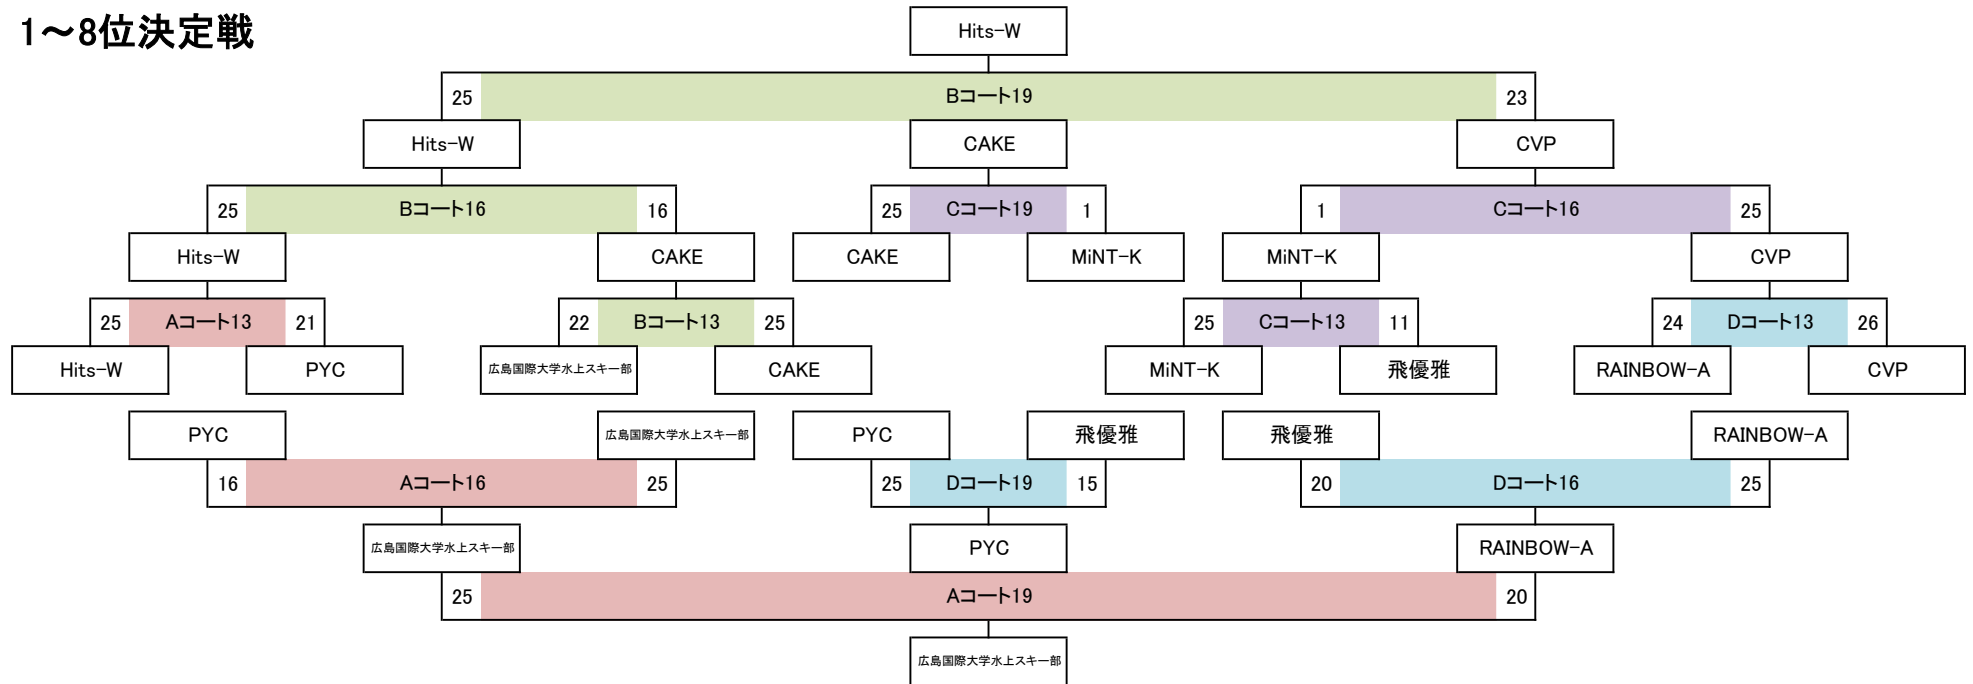 1～8位決定戦
Hits-W
25 Bコート19 23
Hits-W CAKE CVP
25 Bコート16 16 25 Cコート19 1 1 Cコート16 25
Hits-W CAKE CAKE MiNT-K MiNT-K CVP
25 Aコート13 21 22 Bコート13 25 25 Cコート13 11 24 Dコート13 26
Hits-W PYC 広島国際大学水上スキー部 CAKE MiNT-K 飛優雅 RAINBOW-A CVP
PYC 広島国際大学水上スキー部 PYC 飛優雅 飛優雅 RAINBOW-A
16 Aコート16 25 25 Dコート19 15 20 Dコート16 25
広島国際大学水上スキー部 PYC RAINBOW-A
25 Aコート19 20
広島国際大学水上スキー部